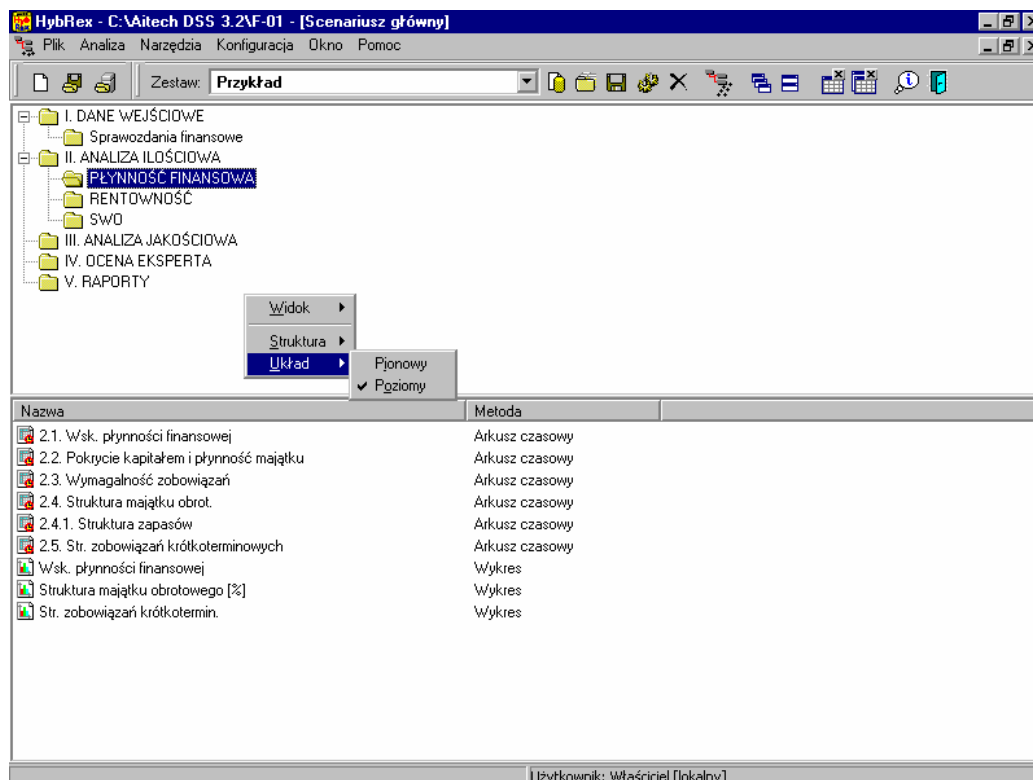 HybRex - C:\Aitech DSS 3.2\F-01 - [Scenariusz główny]
Plik Analiza Narzędzia Konfiguracja Okno Pomoc
Zestaw: Przykład
I. DANE WEJŚCIOWE
Sprawozdania finansowe
II. ANALIZA ILOŚCIOWA
PŁYNNOŚĆ FINANSOWA
RENTOWNOŚĆ
SWO
III. ANALIZA JAKOŚCIOWA
IV. OCENA EKSPERTA
V. RAPORTY
Widok
Struktura
Układ
Pionowy
Poziomy
Nazwa Metoda
2.1. Wsk. płynności finansowej Arkusz czasowy
2.2. Pokrycie kapitałem i płynność majątku Arkusz czasowy
2.3. Wymagalność zobowiązań Arkusz czasowy
2.4. Struktura majątku obrot. Arkusz czasowy
2.4.1. Struktura zapasów Arkusz czasowy
2.5. Str. zobowiązań krótkoterminowych Arkusz czasowy
Wsk. płynności finansowej Wykres
Struktura majątku obrotowego [%] Wykres
Str. zobowiązań krótkotermin. Wykres
Użytkownik: Właściciel [lokalny]